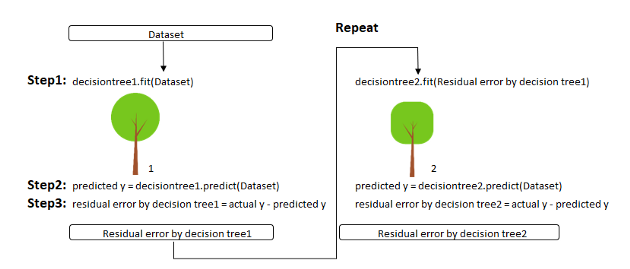 Dataset
Step1: decisiontree1.fit(Dataset)
1
Step2: predicted y = decisiontree1.predict(Dataset)
Step3: residual error by decision tree1 = actual y - predicted y
Residual error by decision tree1
Repeat
decisiontree2.fit(Residual error by decision tree1)
2
predicted y = decisiontree2.predict(Dataset)
residual error by decision tree2 = actual y - predicted y
Residual error by decision tree2